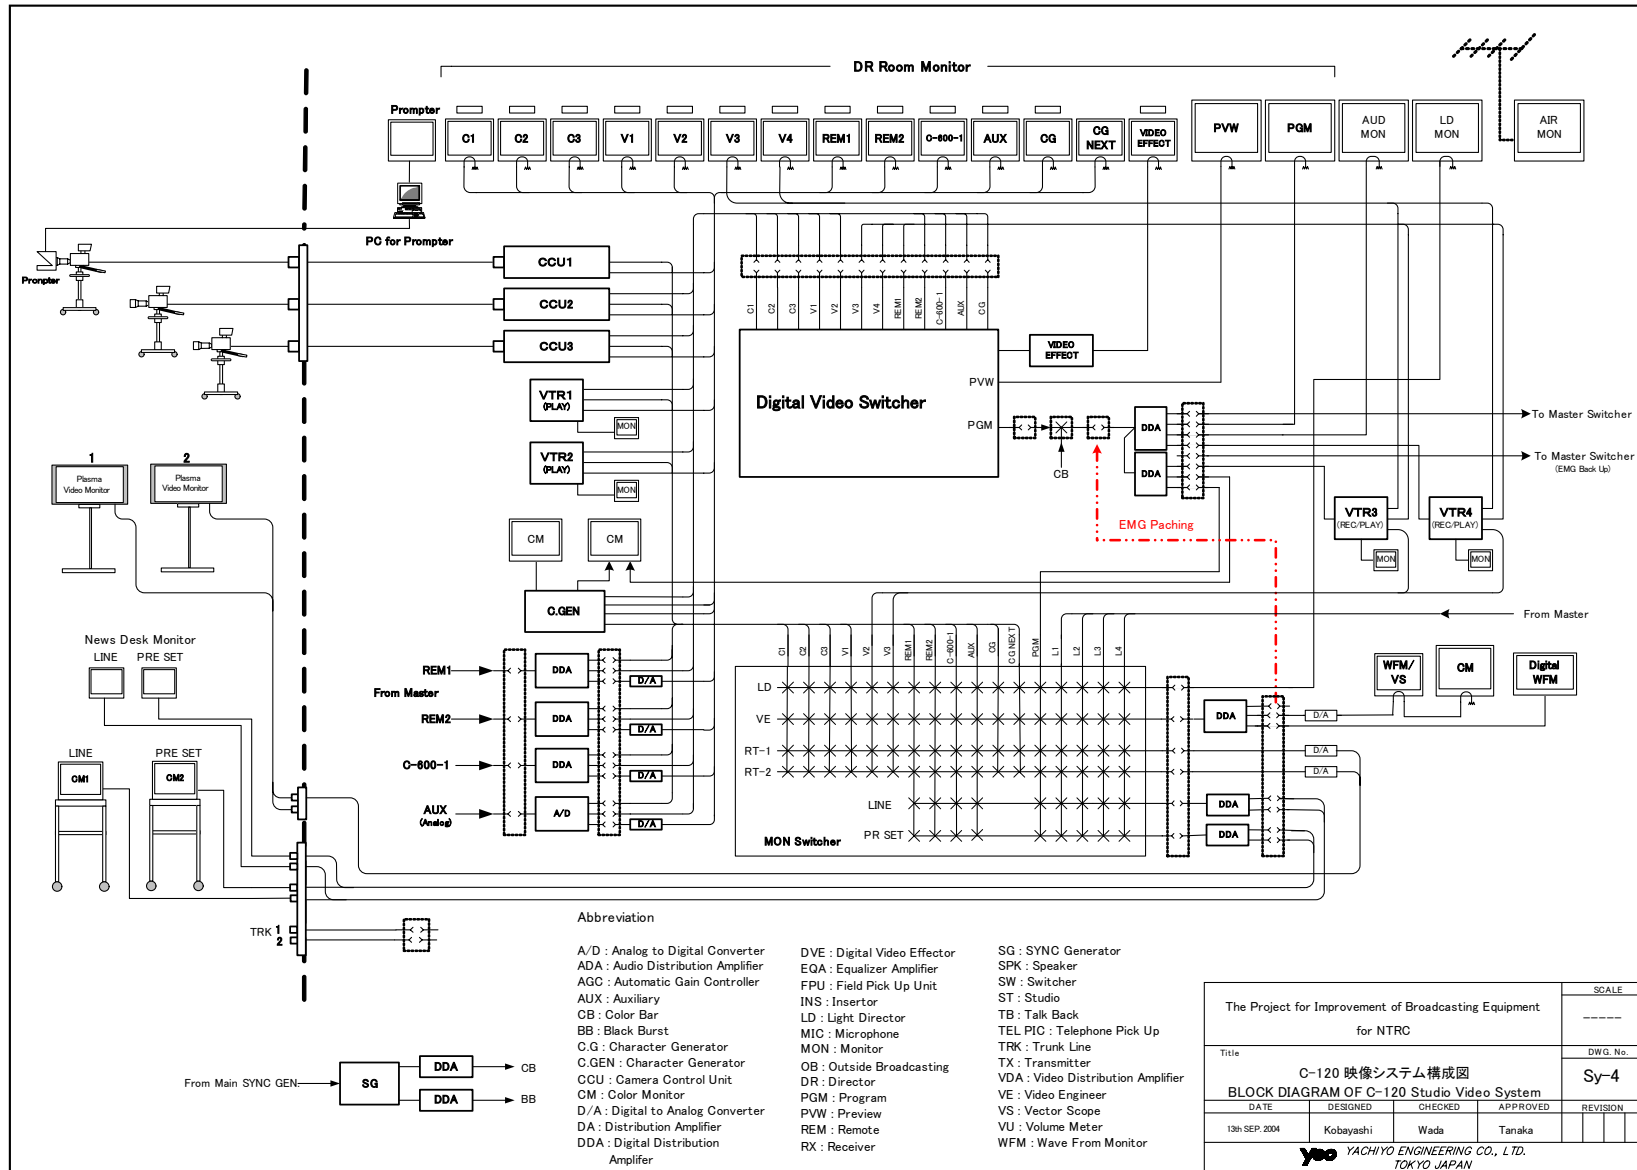 DR Room Monitor
Prompter
C1
C2
C3
V1
V2
V3
V4
REM1
REM2
C-600-1
AUX
CG
CG NEXT
VIDEO EFFECT
PVW
PGM
AUD MON
LD MON
AIR MON
PC for Prompter
Pronpter
CCU1
CCU2
CCU3
C1
C2
C3
V1
V2
V3
V4
REM1
REM2
C-600-1
AUX
CG
VIDEO EFFECT
Digital Video Switcher
PVW
PGM
CB
DDA
DDA
To Master Switcher
To Master Switcher
(EMG Back Up)
VTR1
(PLAY)
MON
VTR2
(PLAY)
MON
EMG Paching
VTR3
(REC/PLAY)
MON
VTR4
(REC/PLAY)
MON
1
2
Plasma
Video Monitor
Plasma
Video Monitor
CM
CM
C.GEN
From Master
News Desk Monitor
LINE
PRE SET
LINE
PRE SET
CM1
CM2
REM1
From Master
REM2
C-600-1
AUX
(Analog)
DDA
DDA
DDA
A/D
D/A
D/A
D/A
D/A
C1
C2
C3
V1
V2
V3
REM1
REM2
C-600-1
AUX
CG
CG NEXT
PGM
L1
L2
L3
L4
LD
VE
RT-1
RT-2
LINE
PR SET
MON Switcher
DDA
DDA
DDA
D/A
D/A
D/A
WFM/
VS
CM
Digital
WFM
TRK 1
2
From Main SYNC GEN.
SG
DDA
DDA
CB
BB
Abbreviation
A/D : Analog to Digital Converter
ADA : Audio Distribution Amplifier
AGC : Automatic Gain Controller
AUX : Auxiliary
CB : Color Bar
BB : Black Burst
C.G : Character Generator
C.GEN : Character Generator
CCU : Camera Control Unit
CM : Color Monitor
D/A : Digital to Analog Converter
DA : Distribution Amplifier
DDA : Digital Distribution
Amplifer
DVE : Digital Video Effector
EQA : Equalizer Amplifier
FPU : Field Pick Up Unit
INS : Insertor
LD : Light Director
MIC : Microphone
MON : Monitor
OB : Outside Broadcasting
DR : Director
PGM : Program
PVW : Preview
REM : Remote
RX : Receiver
SG : SYNC Generator
SPK : Speaker
SW : Switcher
ST : Studio
TB : Talk Back
TEL PIC : Telephone Pick Up
TRK : Trunk Line
TX : Transmitter
VDA : Video Distribution Amplifier
VE : Video Engineer
VS : Vector Scope
VU : Volume Meter
WFM : Wave From Monitor
The Project for Improvement of Broadcasting Equipment
for NTRC
SCALE
-----
Title
C-120 映像システム構成図
BLOCK DIAGRAM OF C-120 Studio Video System
DWG. No.
Sy-4
DATE
DESIGNED
CHECKED
APPROVED
REVISION
13th SEP. 2004
Kobayashi
Wada
Tanaka
yeo YACHIYO ENGINEERING CO., LTD.
TOKYO JAPAN